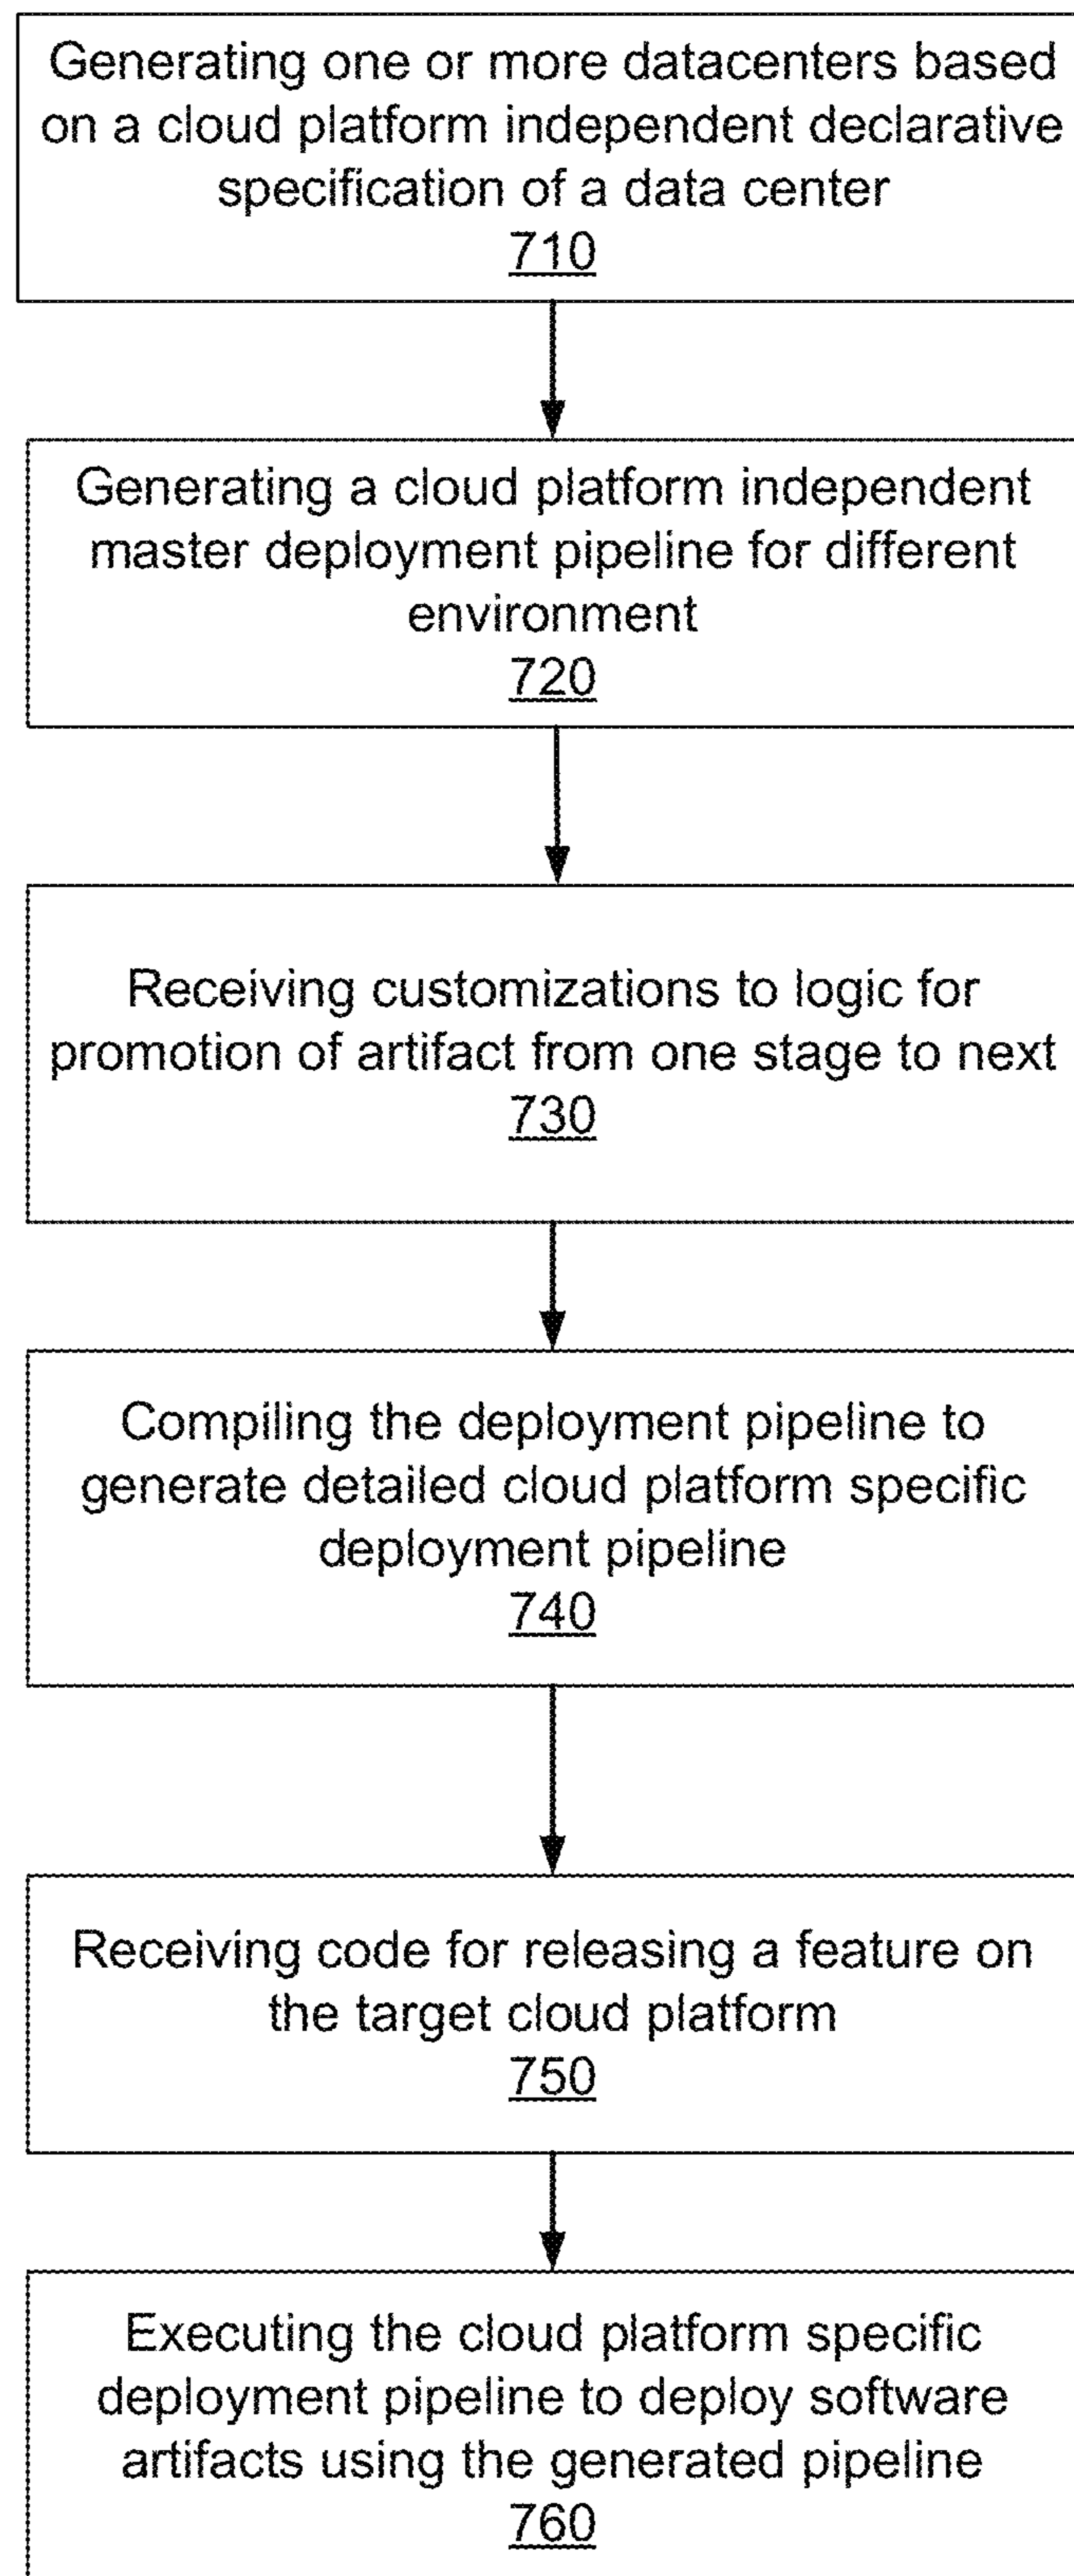 Generating one or more datacenters based
on a cloud platform independent declarative
specification of a data center
710
Generating a cloud platform independent
master deployment pipeline for different
environment
720
Receiving customizations to logic for
promotion of artifact from one stage to next
730
Compiling the deployment pipeline to
generate detailed cloud platform specific
deployment pipeline
740
Receiving code for releasing a feature on
the target cloud platform
750
Executing the cloud platform specific
deployment pipeline to deploy software
artifacts using the generated pipeline
760